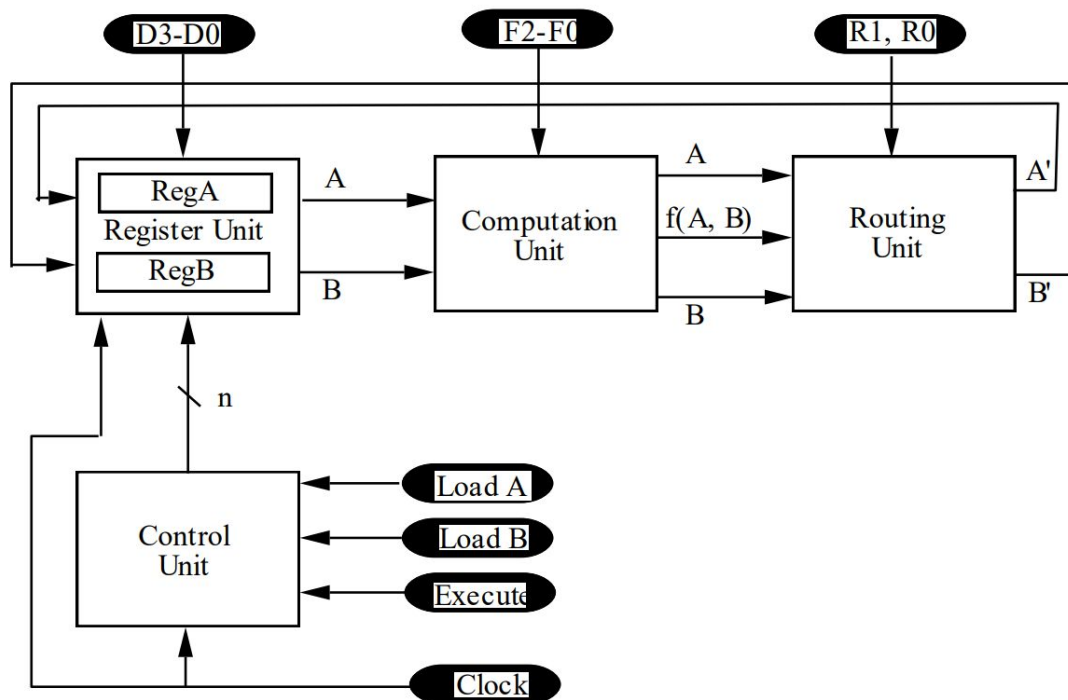 D3-D0
F2-F0
R1, R0
RegA
Register Unit
RegB
A
B
Computation
Unit
A
f(A, B)
B
Routing
Unit
A'
B'
n
Control
Unit
Load A
Load B
Execute
Clock